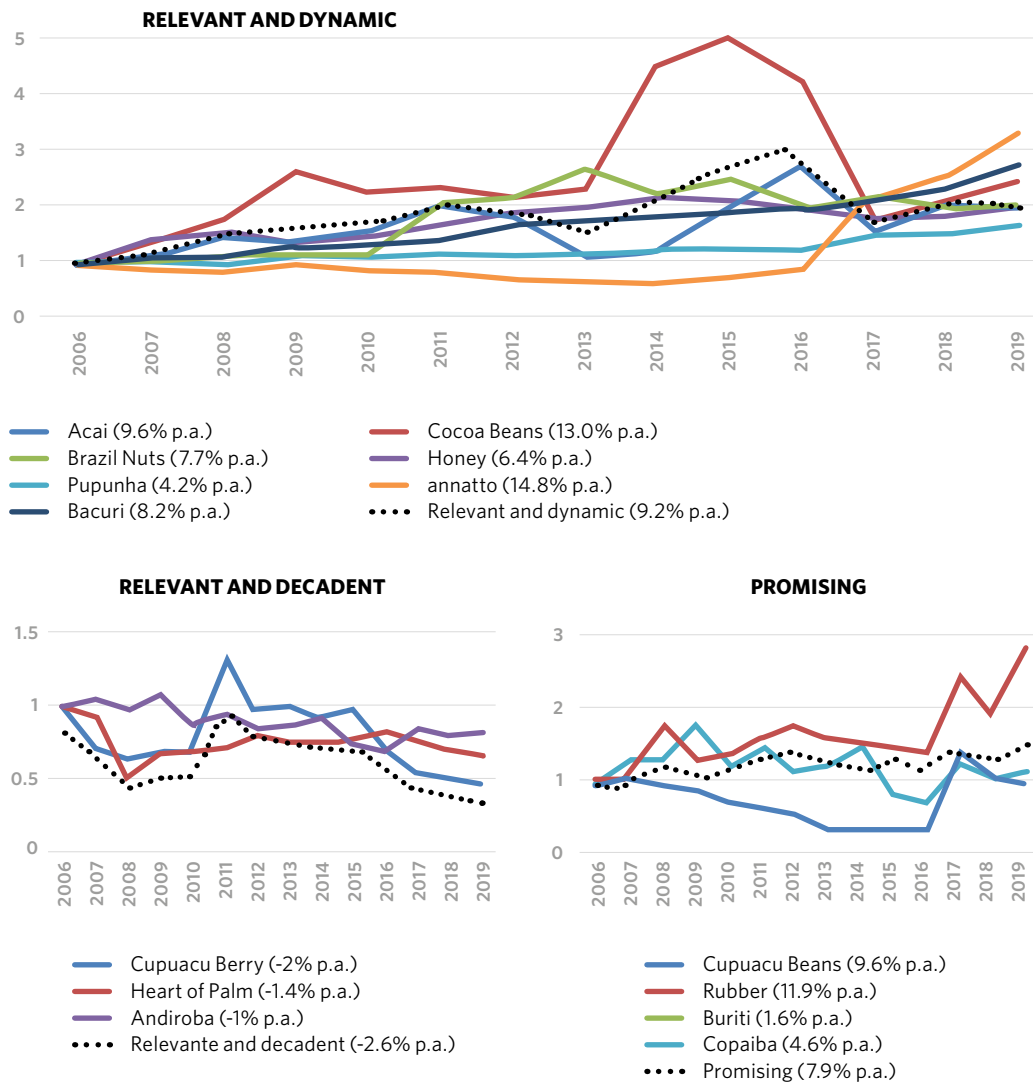 RELEVANT AND DYNAMIC
5
4
3
2
1
0
2006 2007 2008 2009 2010 2011 2012 2013 2014 2015 2016 2017 2018 2019
Acai (9.6% p.a.) Cocoa Beans (13.0% p.a.)
Brazil Nuts (7.7% p.a.) Honey (6.4% p.a.)
Pupunha (4.2% p.a.) annatto (14.8% p.a.)
Bacuri (8.2% p.a.) Relevant and dynamic (9.2% p.a.)
RELEVANT AND DECADENT
1.5
1
0.5
0
2006 2007 2008 2009 2010 2011 2012 2013 2014 2015 2016 2017 2018 2019
Cupuacu Berry (-2% p.a.)
Heart of Palm (-1.4% p.a.)
Andiroba (-1% p.a.)
Relevante and decadent (-2.6% p.a.)
PROMISING
3
2
1
0
2006 2007 2008 2009 2010 2011 2012 2013 2014 2015 2016 2017 2018 2019
Cupuacu Beans (9.6% p.a.)
Rubber (11.9% p.a.)
Buriti (1.6% p.a.)
Copaiba (4.6% p.a.)
Promising (7.9% p.a.)